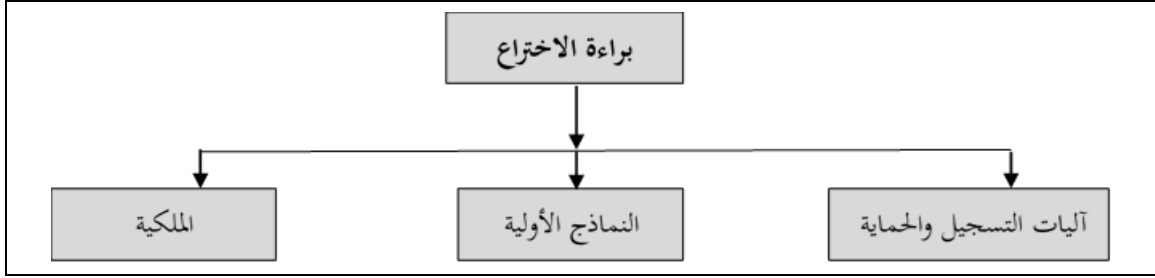 براءة الاختراع
آليات التسجيل والحماية
النماذج الأولية
الملكية